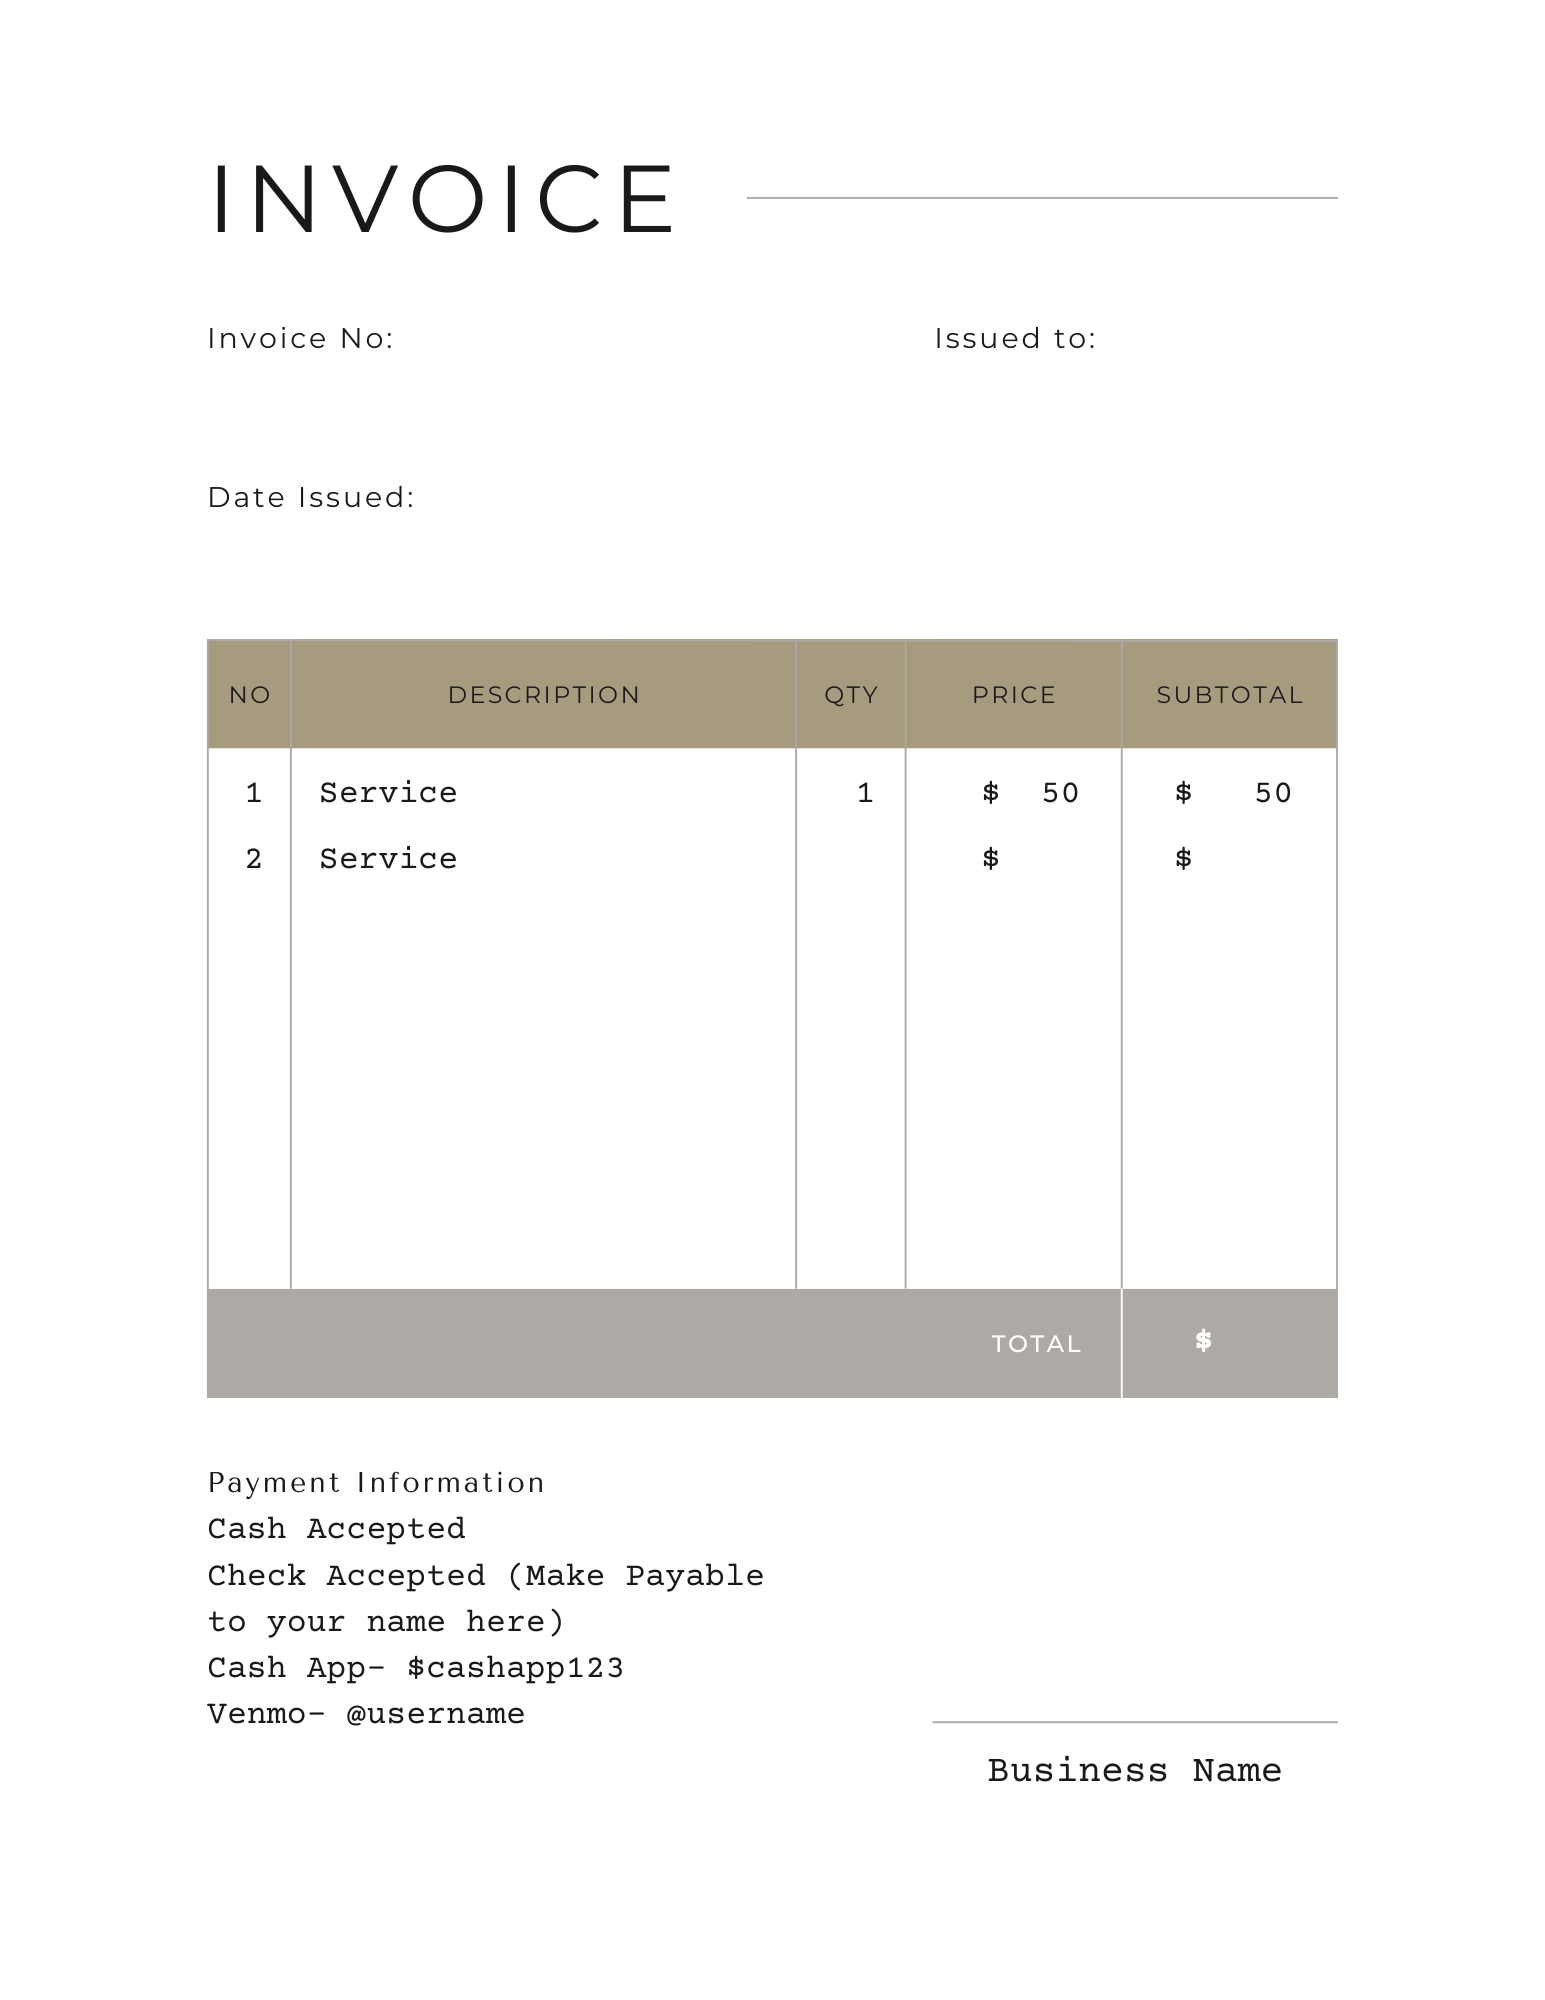 INVOICE
Invoice No:
Issued to:
Date Issued:
NO DESCRIPTION QTY PRICE SUBTOTAL
1 Service 1 $ 50 $ 50
2 Service $ $
TOTAL $
Payment Information
Cash Accepted
Check Accepted (Make Payable
to your name here)
Cash App- $cashapp123
Venmo- @username
Business Name